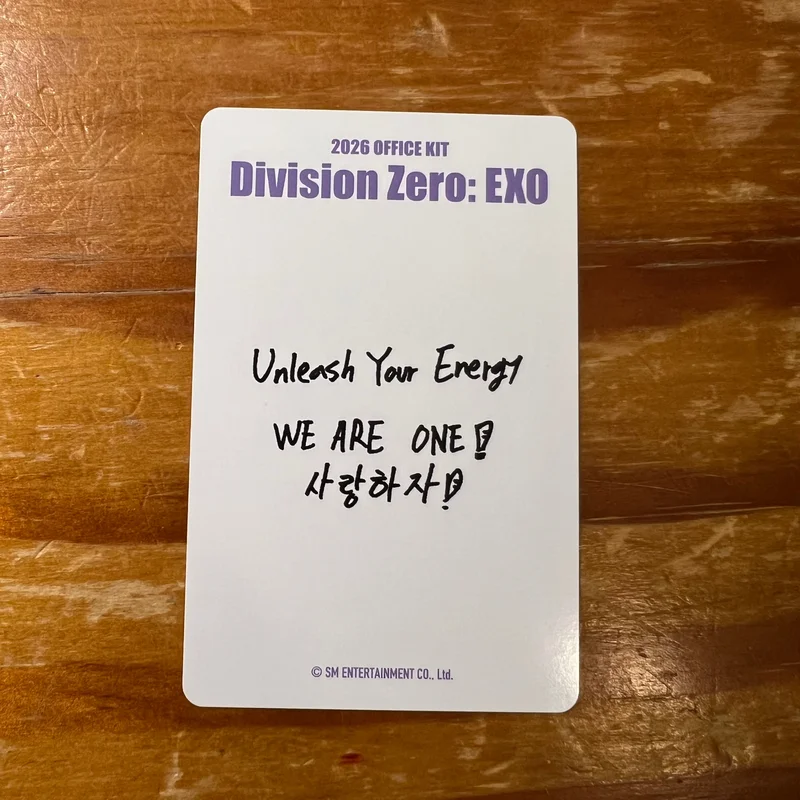 2026 OFFICE KIT
Division Zero: EXO
Unleash Your Energy
WE ARE ONE!
사랑하자!
© SM ENTERTAINMENT CO., Ltd.